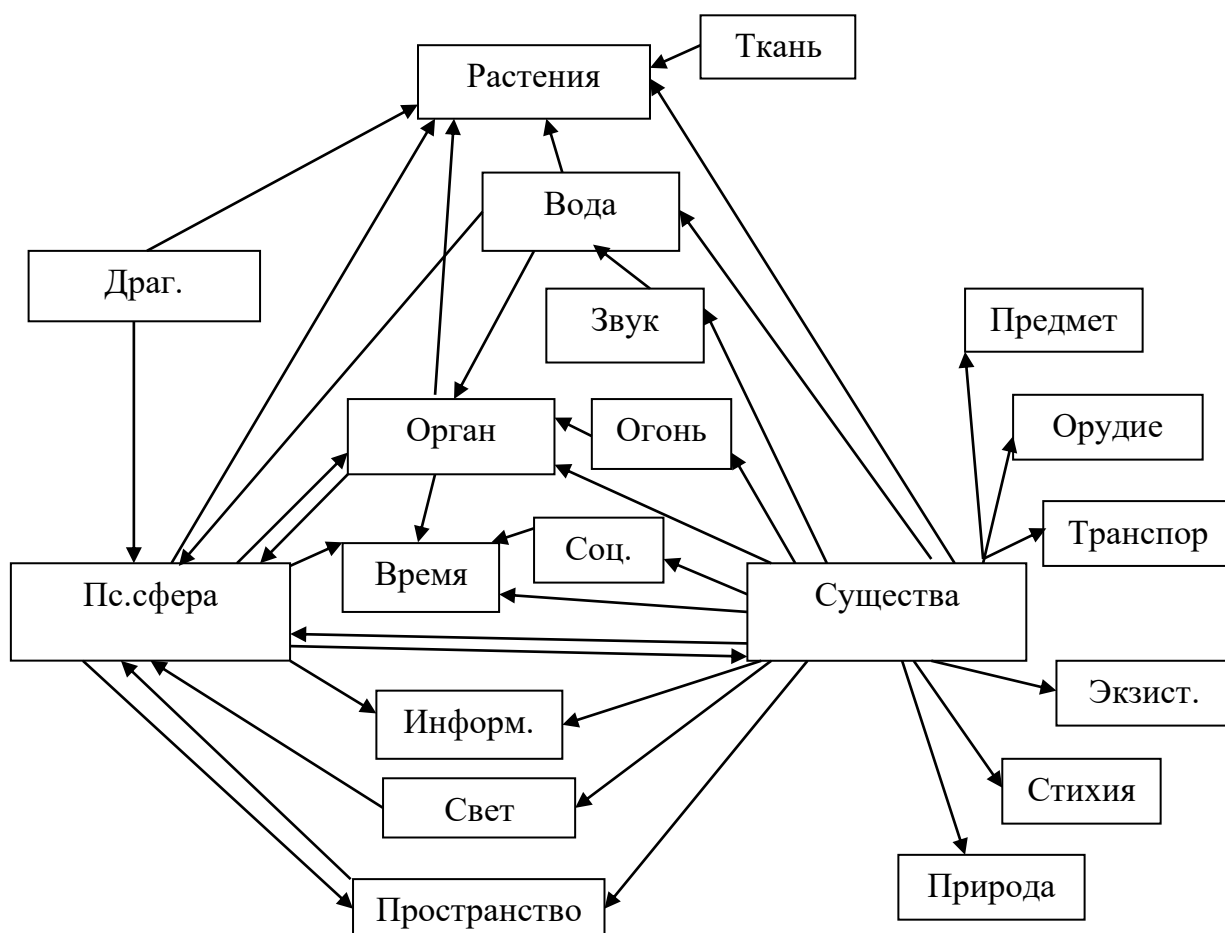 Ткань
Растения
Вода
Драг.
Звук
Предмет
Орган
Огонь
Орудие
Транспор
Соц.
Время
Пс.сфера
Существа
Экзист.
Информ.
Стихия
Свет
Природа
Пространство